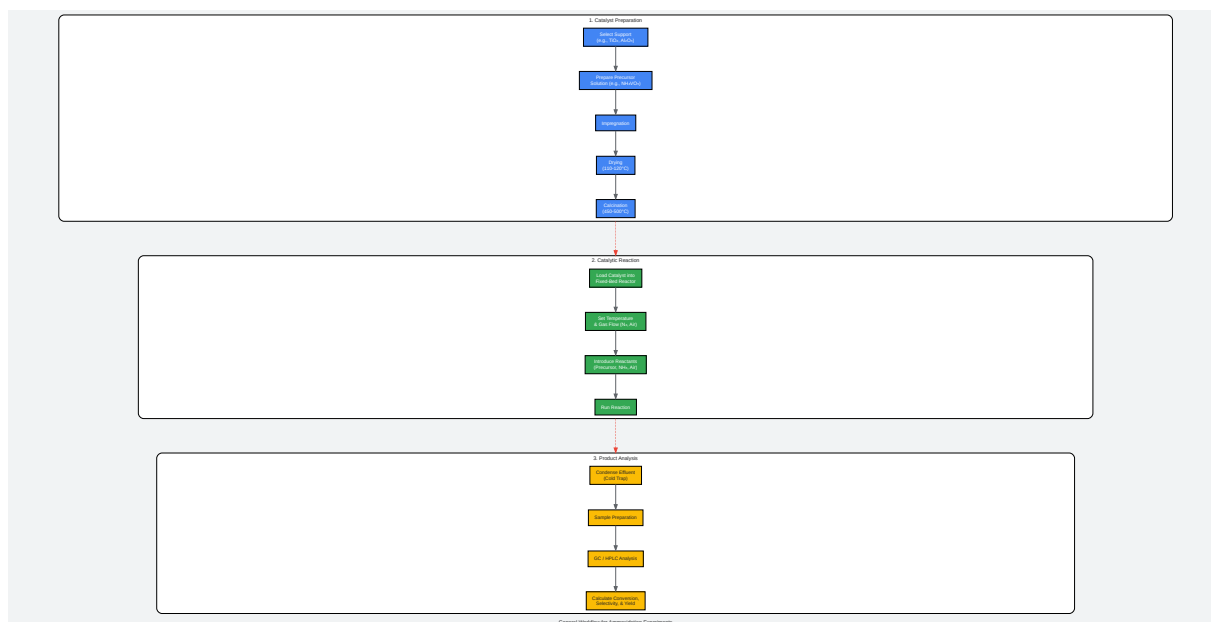 1. Catalyst Preparation
Select Support
(e.g., TiO₂, Al₂O₃)
Prepare Precursor
Solution (e.g., NH₄VO₃)
Impregnation
Drying
(110-120°C)
Calcination
(450-500°C)
2. Catalytic Reaction
Load Catalyst into
Fixed-Bed Reactor
Set Temperature
& Gas Flow (N₂, Air)
Introduce Reactants
(Precursor, NH₃, Air)
Run Reaction
3. Product Analysis
Condense Effluent
(Cold Trap)
Sample Preparation
GC / HPLC Analysis
Calculate Conversion,
Selectivity, & Yield